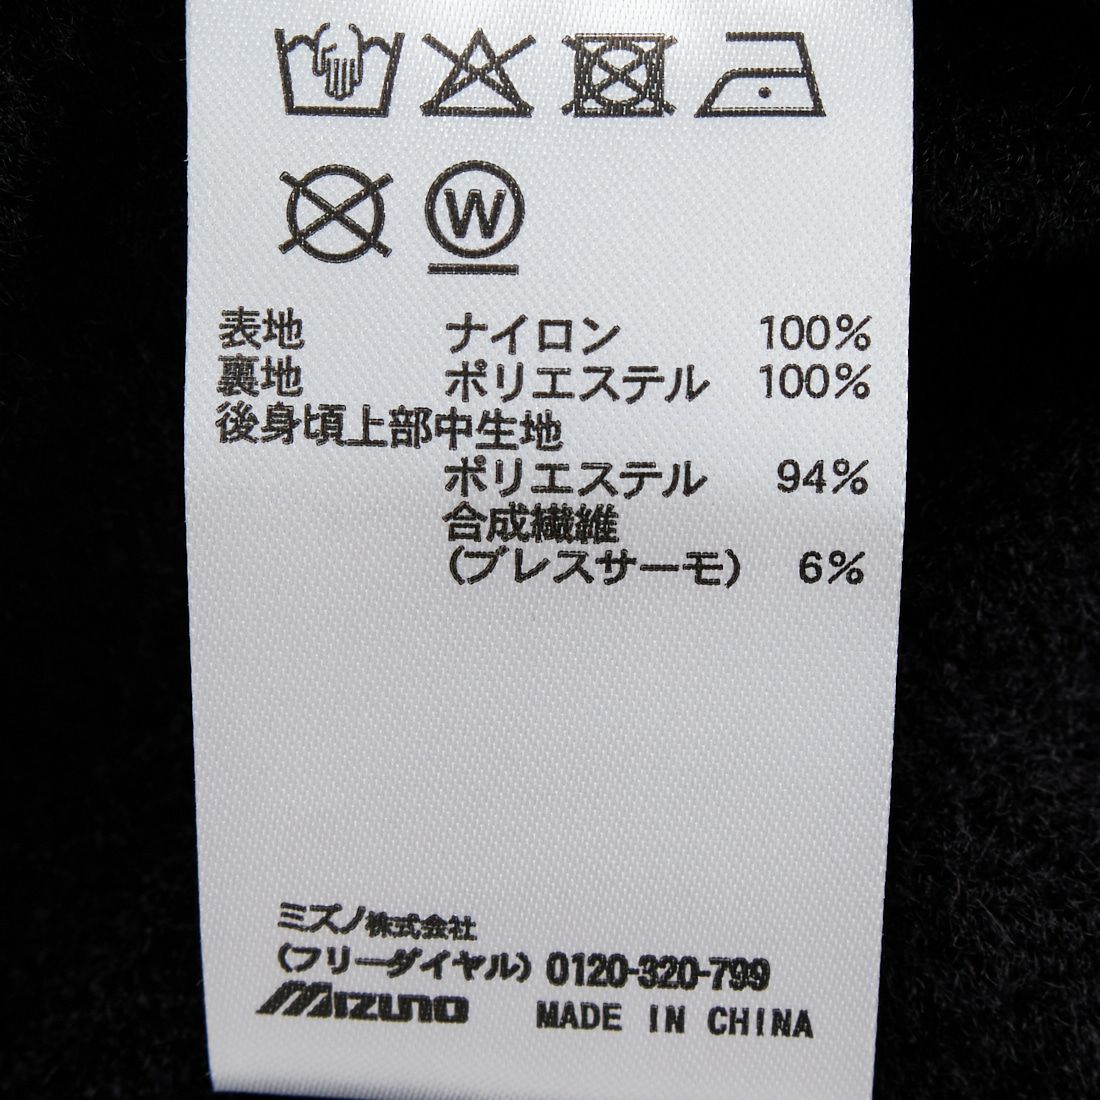 W
表地 ナイロン 100%
裏地 ポリエステル 100%
後身頃上部中生地
ポリエステル 94%
合成繊維
(ブレスサーモ) 6%
ミズノ株式会社
(フリーダイヤル) 0120-320-799
MIZUNO MADE IN CHINA